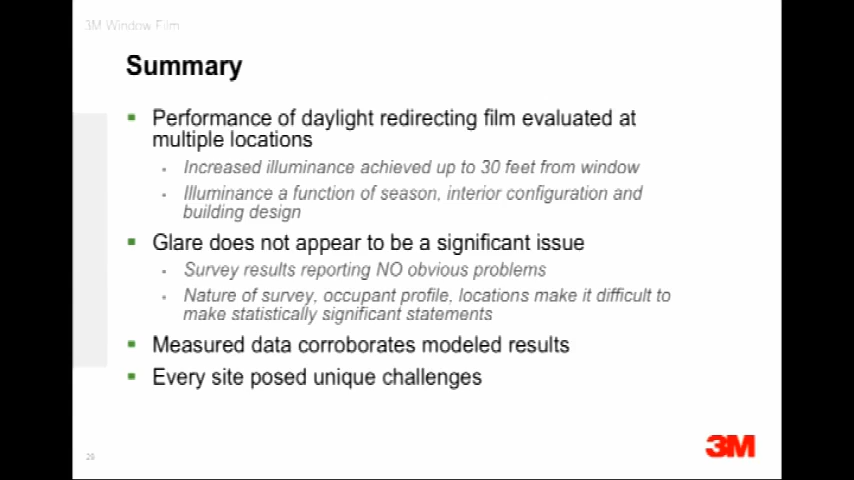 3M Window Film
Summary
Performance of daylight redirecting film evaluated at
multiple locations
Increased illuminance achieved up to 30 feet from window
Illuminance a function of season, interior configuration and
building design
Glare does not appear to be a significant issue
Survey results reporting NO obvious problems
Nature of survey, occupant profile, locations make it difficult to
make statistically significant statements
Measured data corroborates modeled results
Every site posed unique challenges
3M